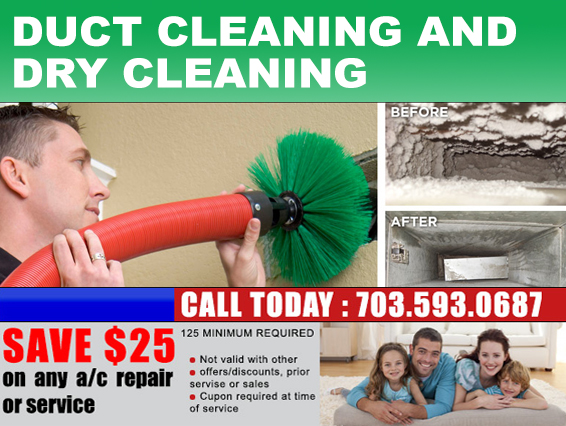 DUCT CLEANING AND
DRY CLEANING
BEFORE
AFTER
CALL TODAY : 703.593.0687
SAVE $25
on any a/c repair
or service
125 MINIMUM REQUIRED
Not valid with other
offers/discounts, prior
servise or sales
Cupon required at time
of service